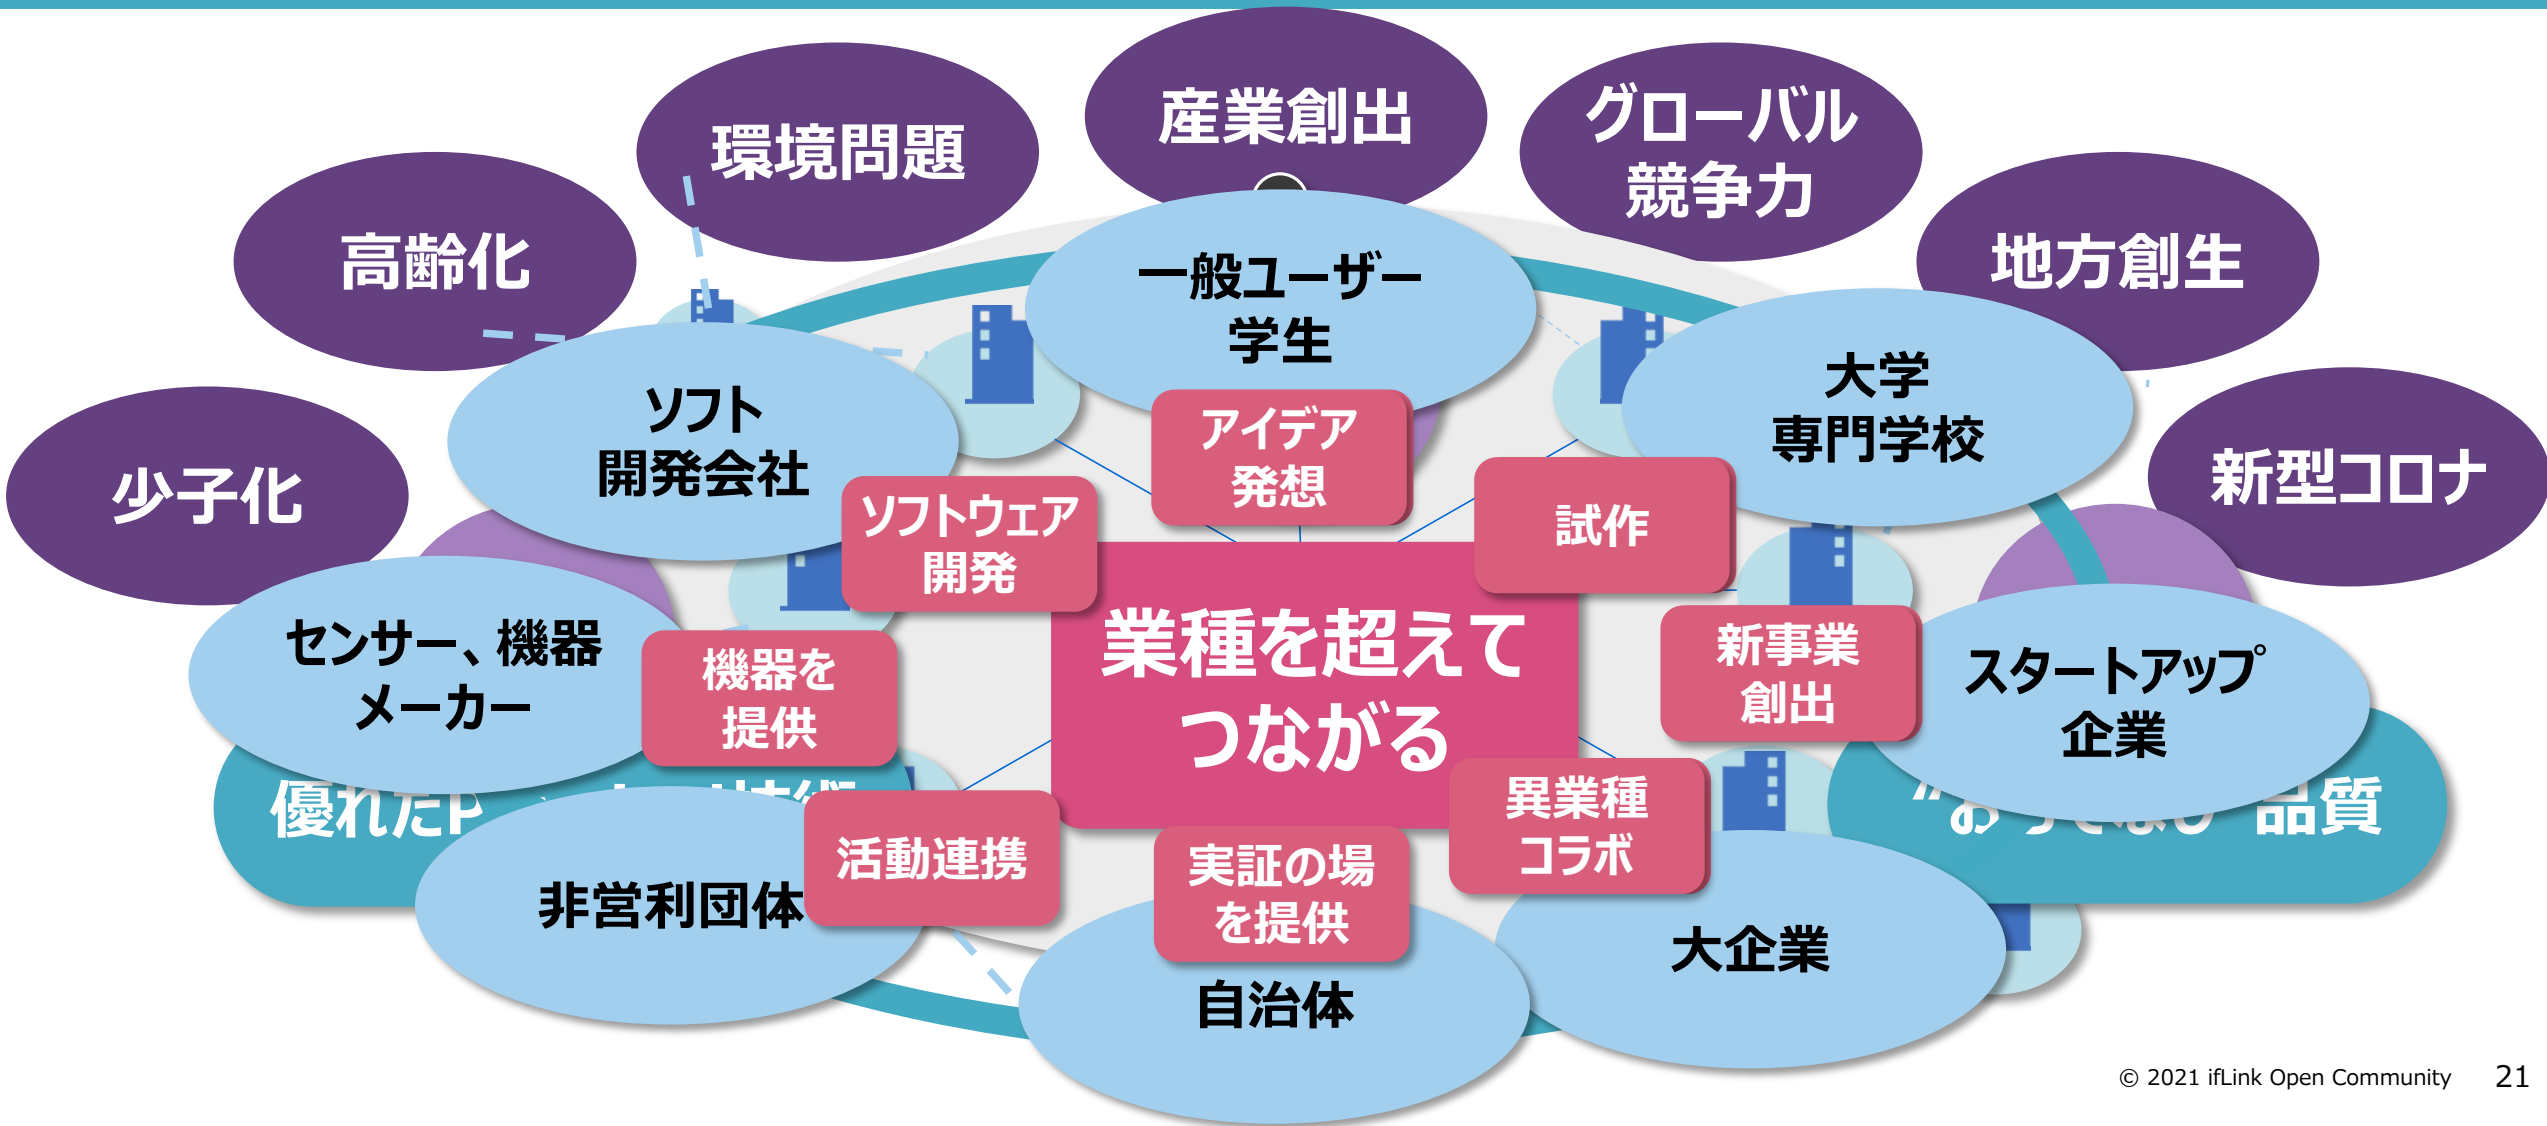 産業創出
環境問題
グローバル
競争力
高齢化
地方創生
少子化
新型コロナ
一般ユーザー
学生
ソフト
開発会社
大学
専門学校
センサー、機器
メーカー
スタートアップ
企業
アイデア
発想
ソフトウェア
開発
試作
機器を
提供
新事業
創出
業種を超えて
つながる
優れた
品質
活動連携
実証の場
を提供
異業種
コラボ
非営利団体
自治体
大企業
© 2021 ifLink Open Community 21